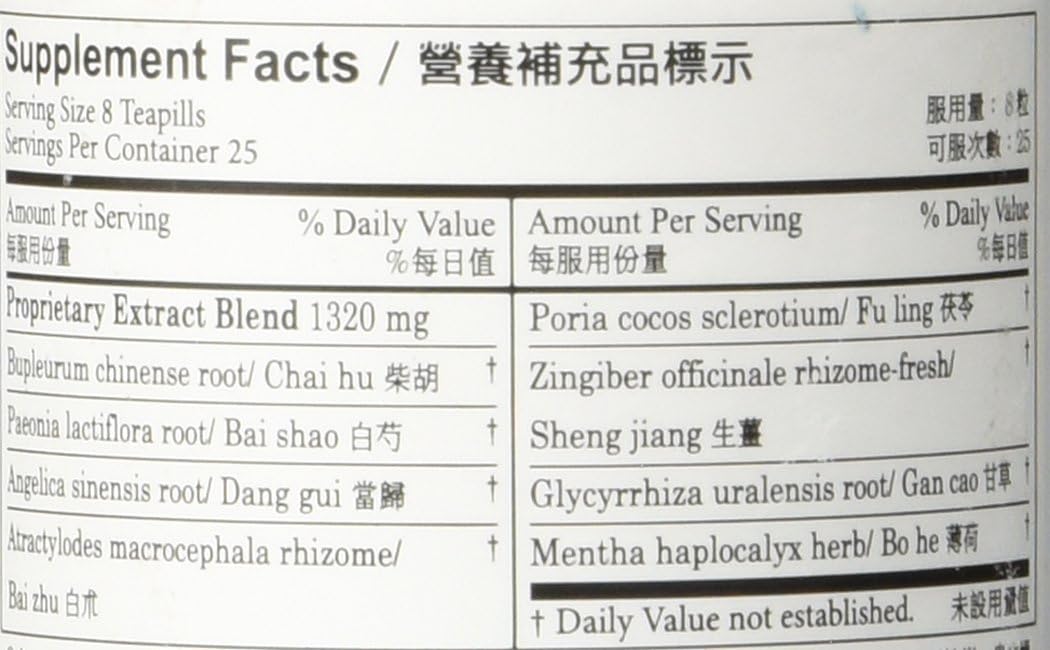 Supplement Facts / 營養補充品標示
Serving Size 8 Teapills
服用量：8粒
Servings Per Container 25
可服次數：25
Amount Per Serving % Daily Value
每服用份量 %每日值
Proprietary Extract Blend 1320 mg
Bupleurum chinense root/ Chai hu 柴胡 †
Paeonia lactiflora root/ Bai shao 白芍 †
Angelica sinensis root/ Dang gui 當歸 †
Atractylodes macrocephala rhizome/ †
Bai zhu 白朮
Amount Per Serving % Daily Value
每服用份量 %每日值
Poria cocos sclerotium/ Fu ling 茯苓 †
Zingiber officinale rhizome-fresh/ †
Sheng jiang 生薑
Glycyrrhiza uralensis root/ Gan cao 甘草 †
Mentha haplocalyx herb/ Bo he 薄荷 †
† Daily Value not established. 未設用量值